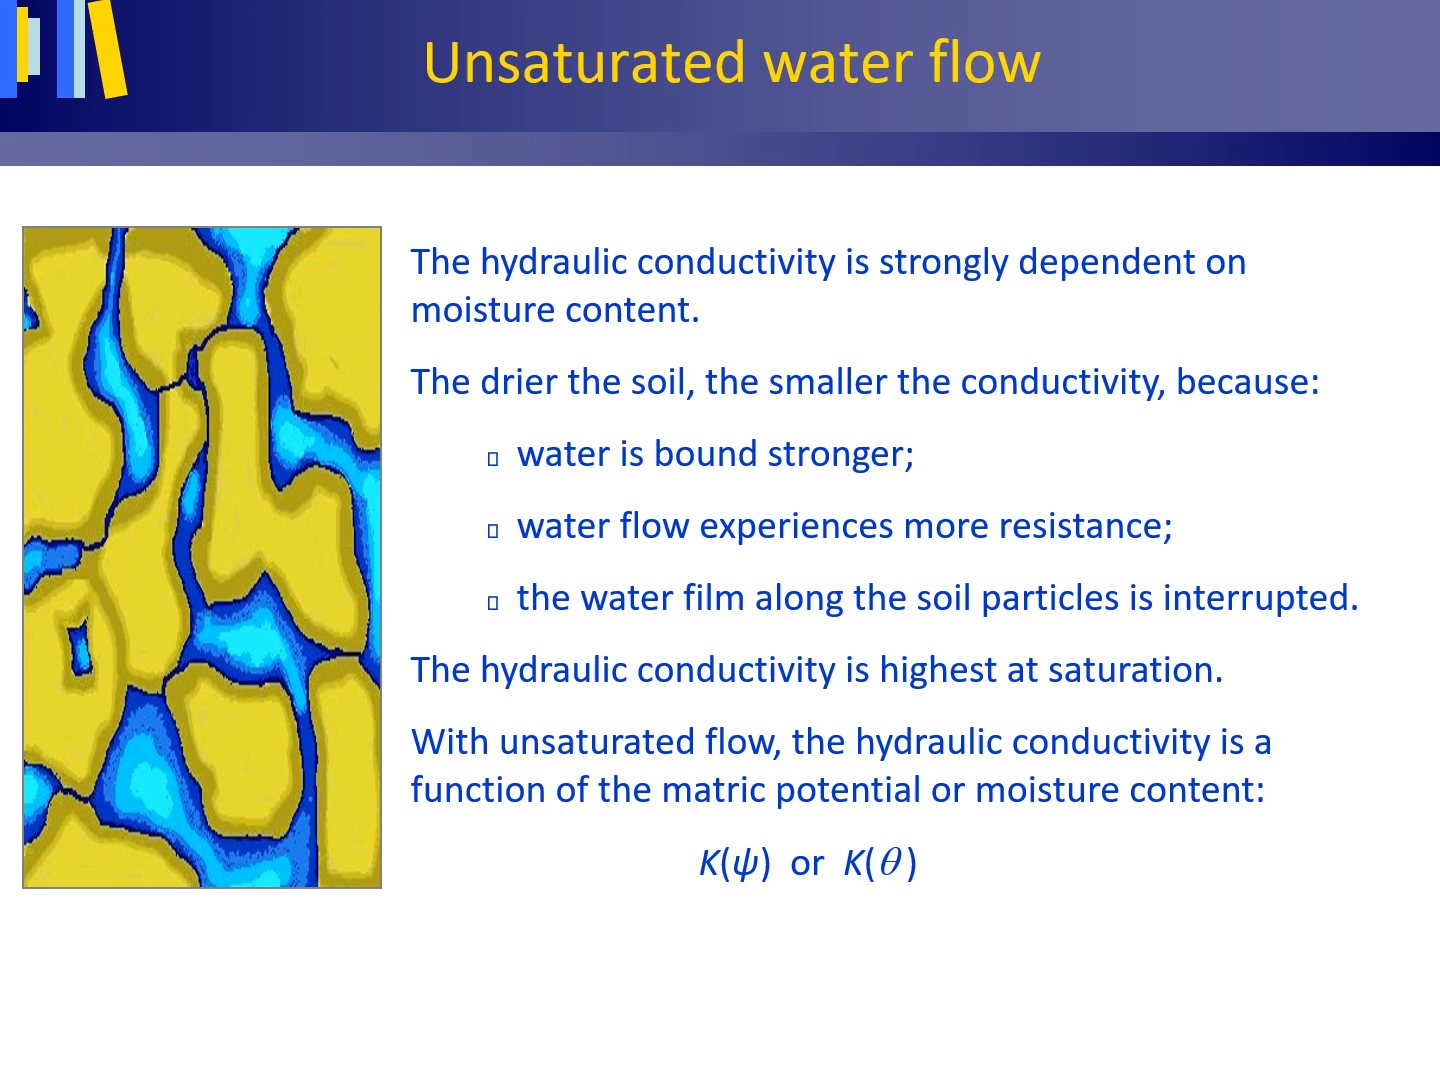 Unsaturated water flow
The hydraulic conductivity is strongly dependent on
moisture content.
The drier the soil, the smaller the conductivity, because:
▯ water is bound stronger;
▯ water flow experiences more resistance;
▯ the water film along the soil particles is interrupted.
The hydraulic conductivity is highest at saturation.
With unsaturated flow, the hydraulic conductivity is a
function of the matric potential or moisture content:
K(ψ) or K(θ)